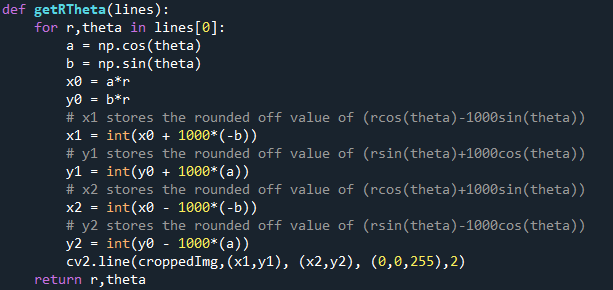 def getRTheta(lines):
    for r,theta in lines[0]:
        a = np.cos(theta)
        b = np.sin(theta)
        x0 = a*r
        y0 = b*r
        # x1 stores the rounded off value of (rcos(theta)-1000sin(theta))
        x1 = int(x0 + 1000*(-b))
        # y1 stores the rounded off value of (rsin(theta)+1000cos(theta))
        y1 = int(y0 + 1000*(a))
        # x2 stores the rounded off value of (rcos(theta)+1000sin(theta))
        x2 = int(x0 - 1000*(-b))
        # y2 stores the rounded off value of (rsin(theta)-1000cos(theta))
        y2 = int(y0 - 1000*(a))
        cv2.line(croppedImg,(x1,y1), (x2,y2), (0,0,255),2)
    return r,theta